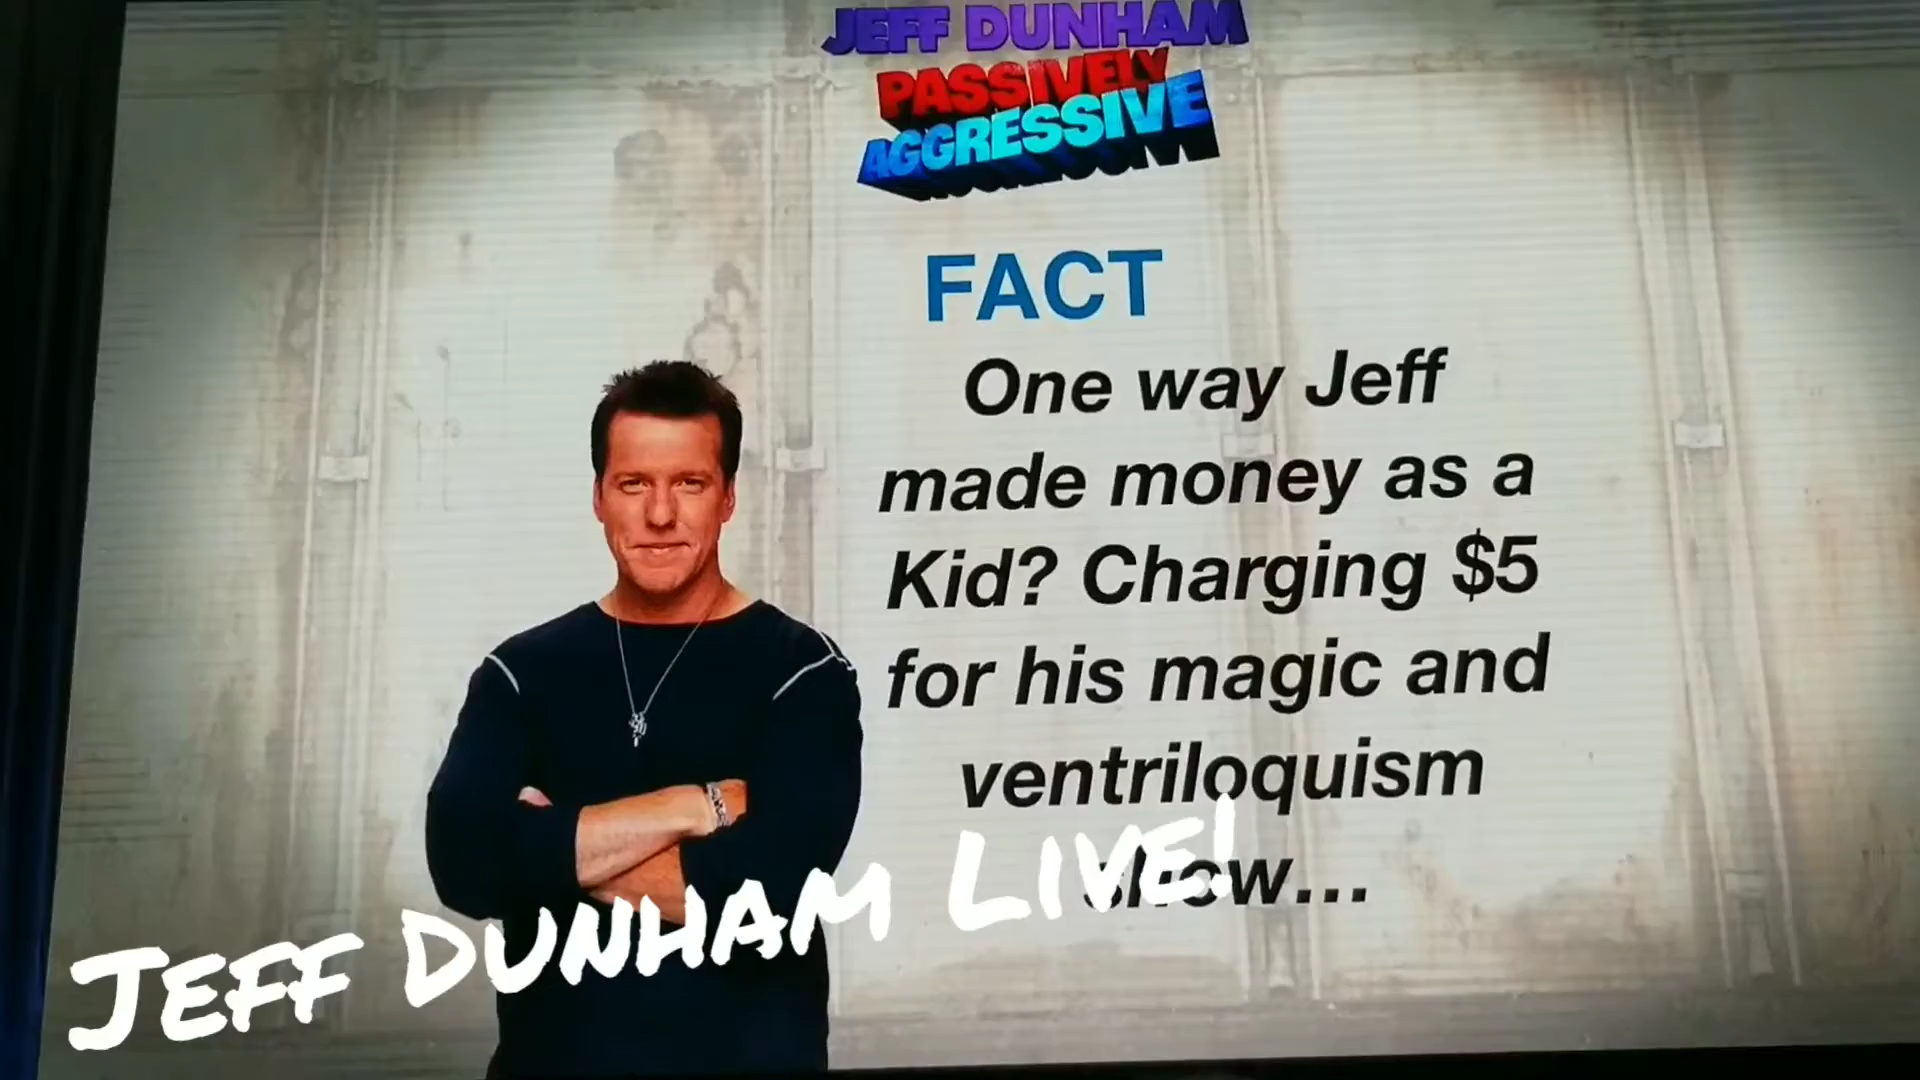 JEFF DUNHAM
PASSIVELY
AGGRESSIVE
FACT
One way Jeff
made money as a
Kid? Charging $5
for his magic and
ventriloquism
show...
JEFF DUNHAM LIVE!